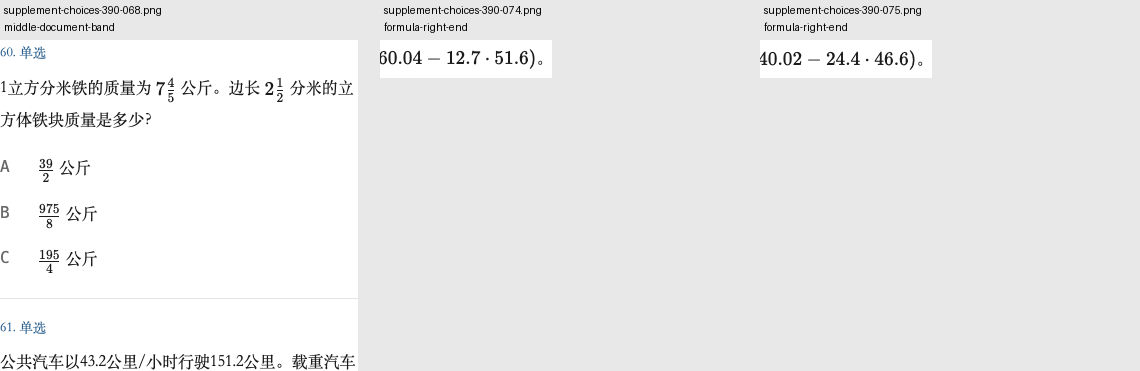 supplement-choices-390-068.png
middle-document-band
60. 单选
1立方分米铁的质量为 7 4/5 公斤。边长 2 1/2 分米的立
方体铁块质量是多少?
A 39/2 公斤
B 975/8 公斤
C 195/4 公斤
61. 单选
公共汽车以43.2公里/小时行驶151.2公里。载重汽车
supplement-choices-390-074.png
formula-right-end
60.04 − 12.7 · 51.6)。
supplement-choices-390-075.png
formula-right-end
40.02 − 24.4 · 46.6)。